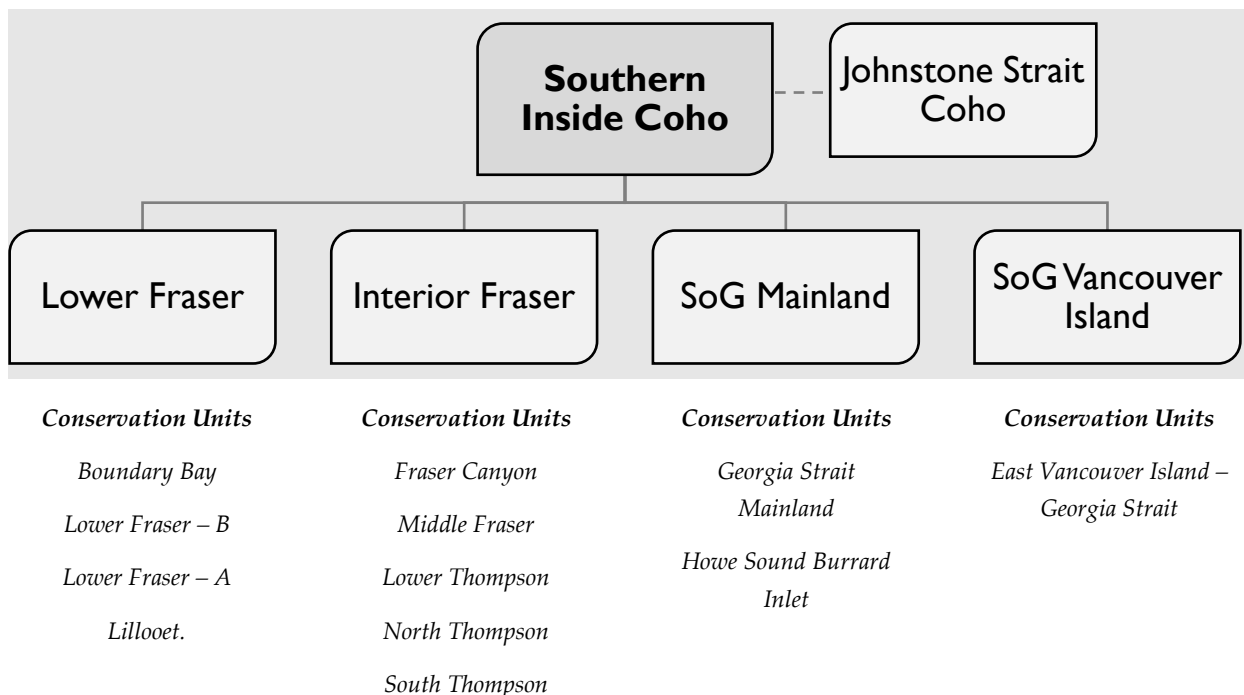 Southern
Inside Coho
Johnstone Strait
Coho
Lower Fraser
Interior Fraser
SoG Mainland
SoG Vancouver
Island
Conservation Units
Boundary Bay
Lower Fraser – B
Lower Fraser – A
Lillooet.
Conservation Units
Fraser Canyon
Middle Fraser
Lower Thompson
North Thompson
South Thompson
Conservation Units
Georgia Strait
Mainland
Howe Sound Burrard
Inlet
Conservation Units
East Vancouver Island –
Georgia Strait